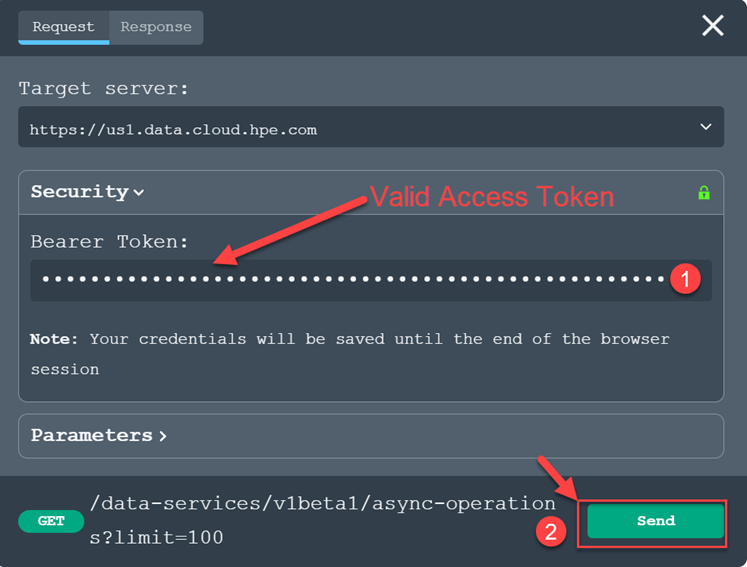 Request Response
Target server:
https://us1.data.cloud.hpe.com
Security
Valid Access Token
Bearer Token:
1
Note: Your credentials will be saved until the end of the browser
session
Parameters
GET
/data-services/v1beta1/async-operation
s?limit=100
2
Send